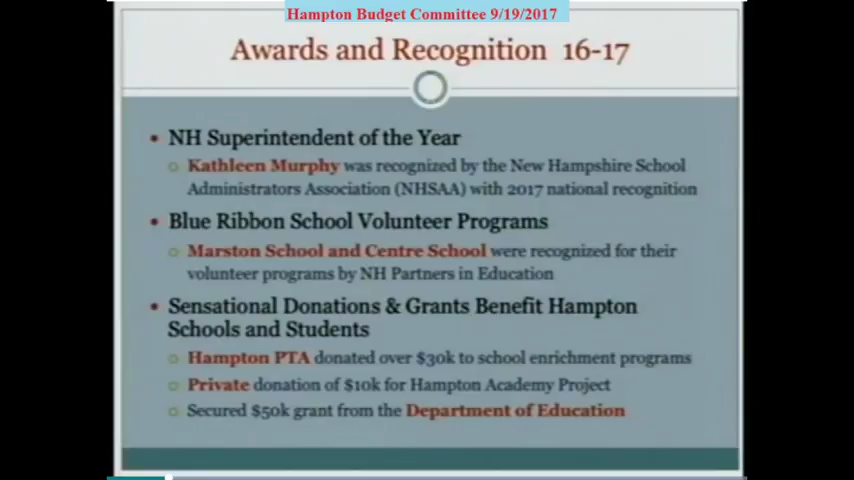 Hampton Budget Committee 9/19/2017
Awards and Recognition 16-17
NH Superintendent of the Year
Kathleen Murphy was recognized by the New Hampshire School
Administrators Association (NHSAA) with 2017 national recognition
Blue Ribbon School Volunteer Programs
Marston School and Centre School were recognized for their
volunteer programs by NH Partners in Education
Sensational Donations & Grants Benefit Hampton
Schools and Students
Hampton PTA donated over $30k to school enrichment programs
Private donation of $10k for Hampton Academy Project
Secured $50k grant from the Department of Education